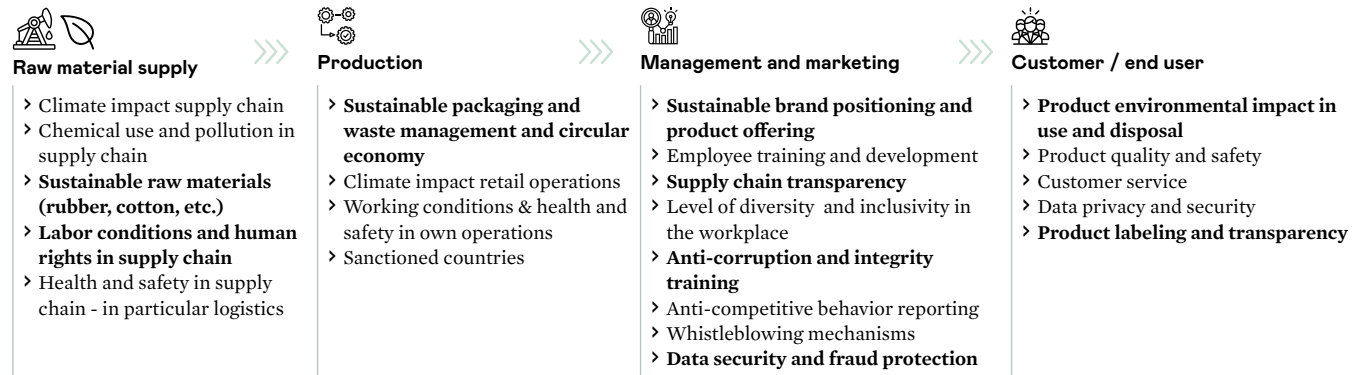 Raw material supply
› Climate impact supply chain
› Chemical use and pollution in
supply chain
› Sustainable raw materials
(rubber, cotton, etc.)
› Labor conditions and human
rights in supply chain
› Health and safety in supply
chain - in particular logistics
Production
› Sustainable packaging and
waste management and circular
economy
› Climate impact retail operations
› Working conditions & health and
safety in own operations
› Sanctioned countries
Management and marketing
› Sustainable brand positioning and
product offering
› Employee training and development
› Supply chain transparency
› Level of diversity  and inclusivity in
the workplace
› Anti-corruption and integrity
training
› Anti-competitive behavior reporting
› Whistleblowing mechanisms
› Data security and fraud protection
Customer / end user
› Product environmental impact in
use and disposal
› Product quality and safety
› Customer service
› Data privacy and security
› Product labeling and transparency